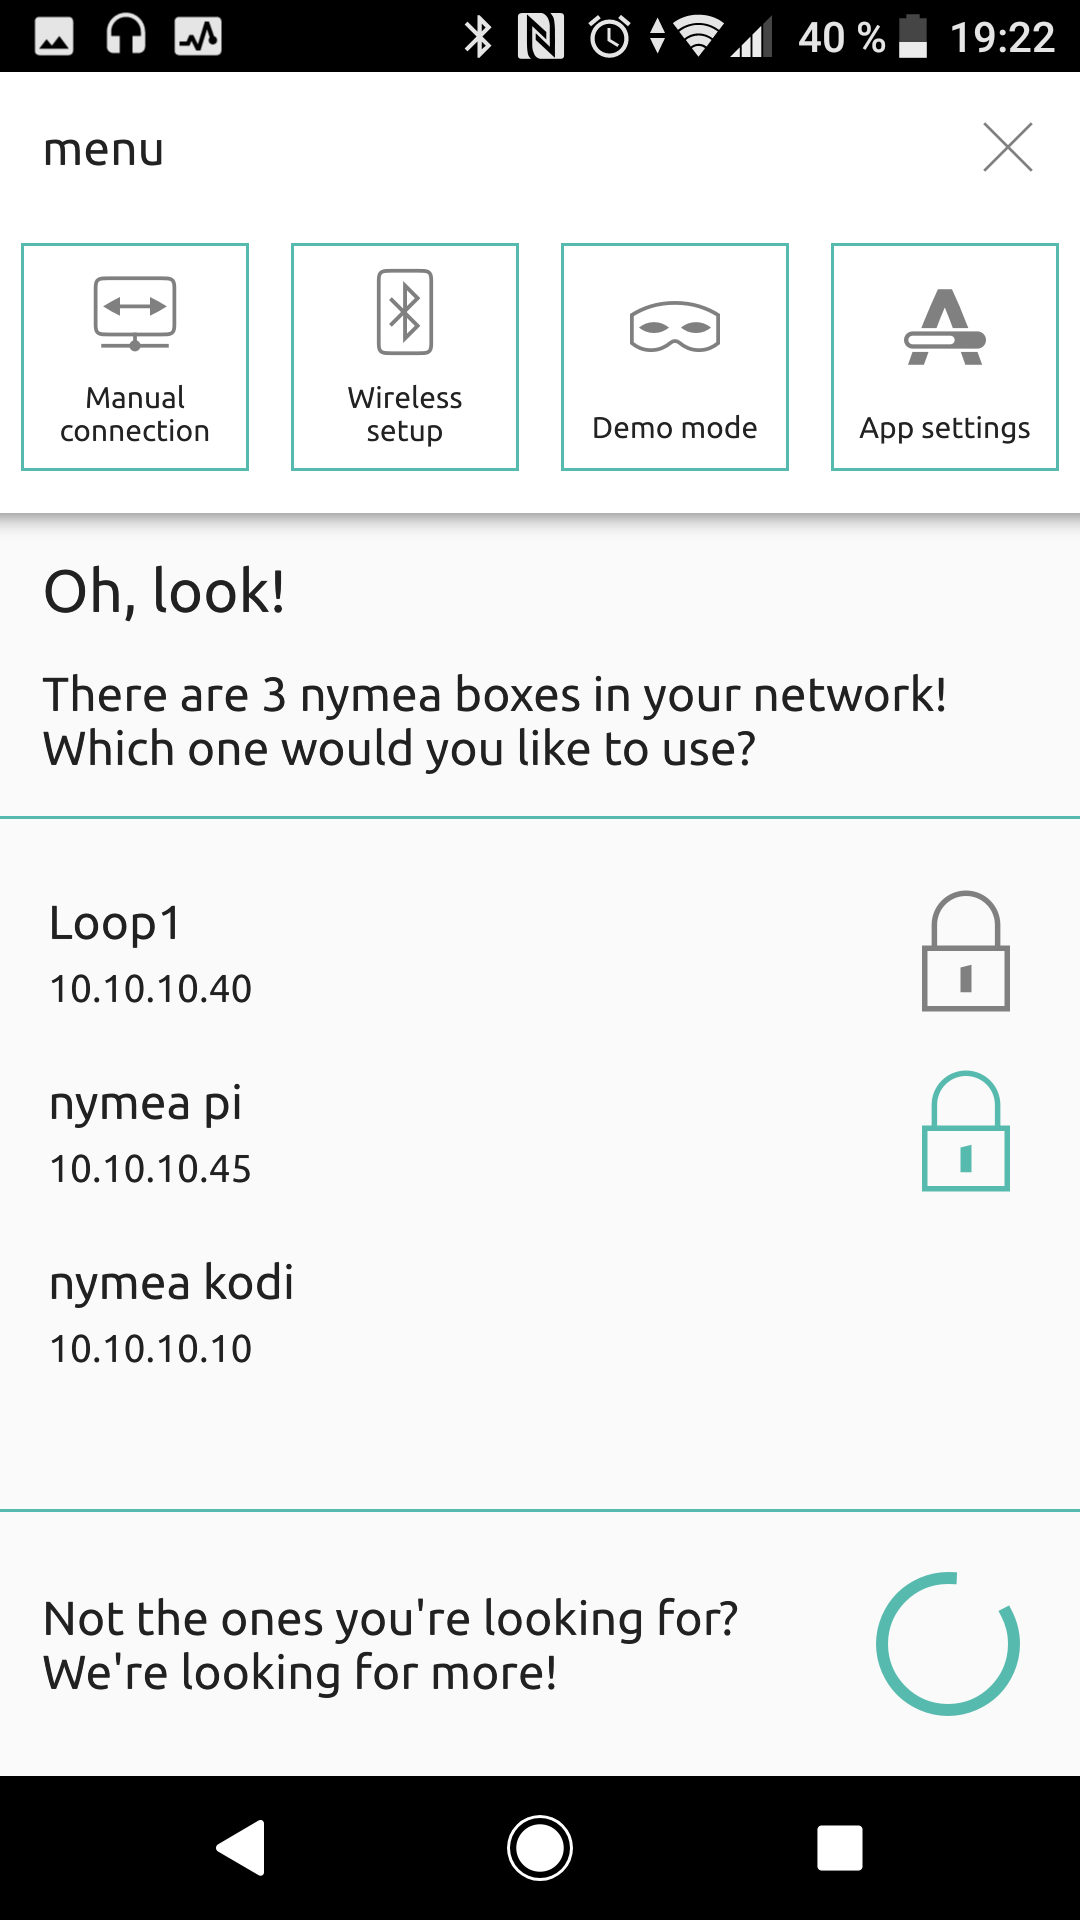 40 % 19:22
menu
Manual
connection
Wireless
setup
Demo mode
App settings
Oh, look!
There are 3 nymea boxes in your network!
Which one would you like to use?
Loop1
10.10.10.40
nymea pi
10.10.10.45
nymea kodi
10.10.10.10
Not the ones you're looking for?
We're looking for more!